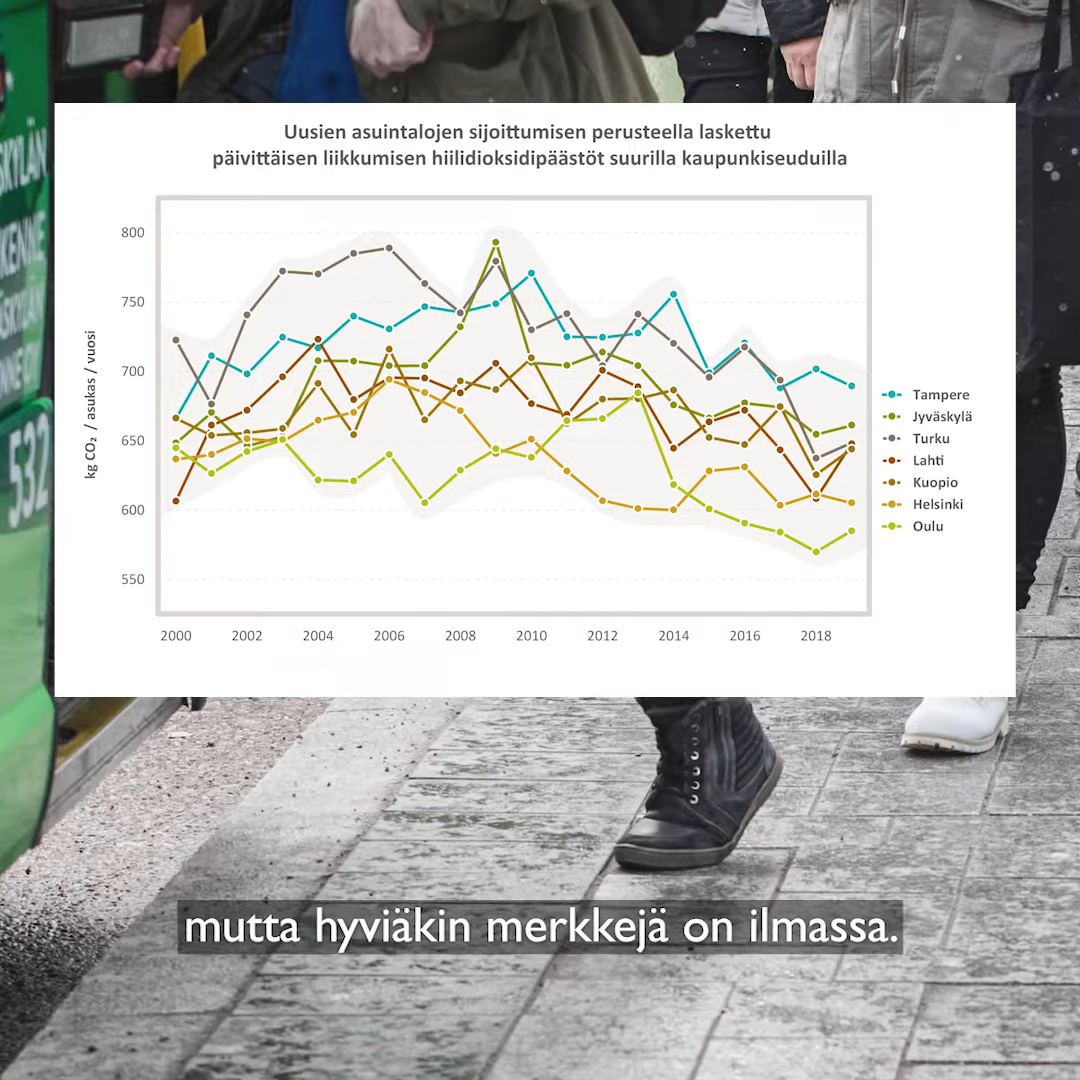 SKYLÄN
KENNE
532
Uusien asuintalojen sijoittumisen perusteella laskettu
päivittäisen liikkumisen hiilidioksidipäästöt suurilla kaupunkiseuduilla
kg CO₂ / asukas / vuosi
800
750
700
650
600
550
2000 2002 2004 2006 2008 2010 2012 2014 2016 2018
Tampere
Jyväskylä
Turku
Lahti
Kuopio
Helsinki
Oulu
mutta hyviäkin merkkejä on ilmassa.